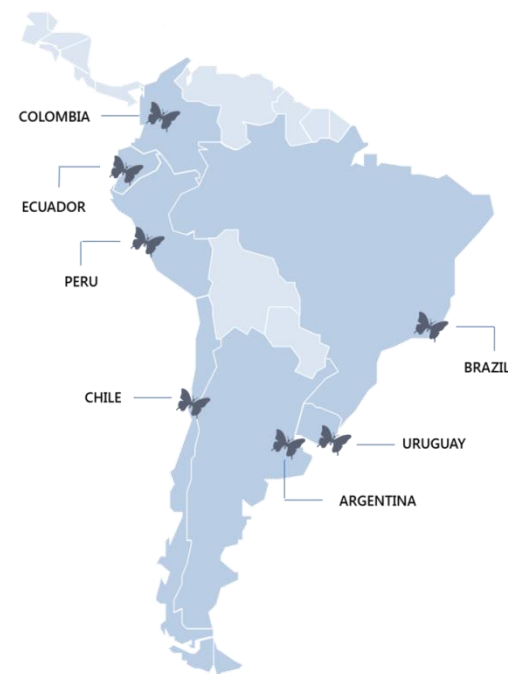 COLOMBIA
ECUADOR
PERU
BRAZIL
CHILE
URUGUAY
ARGENTINA